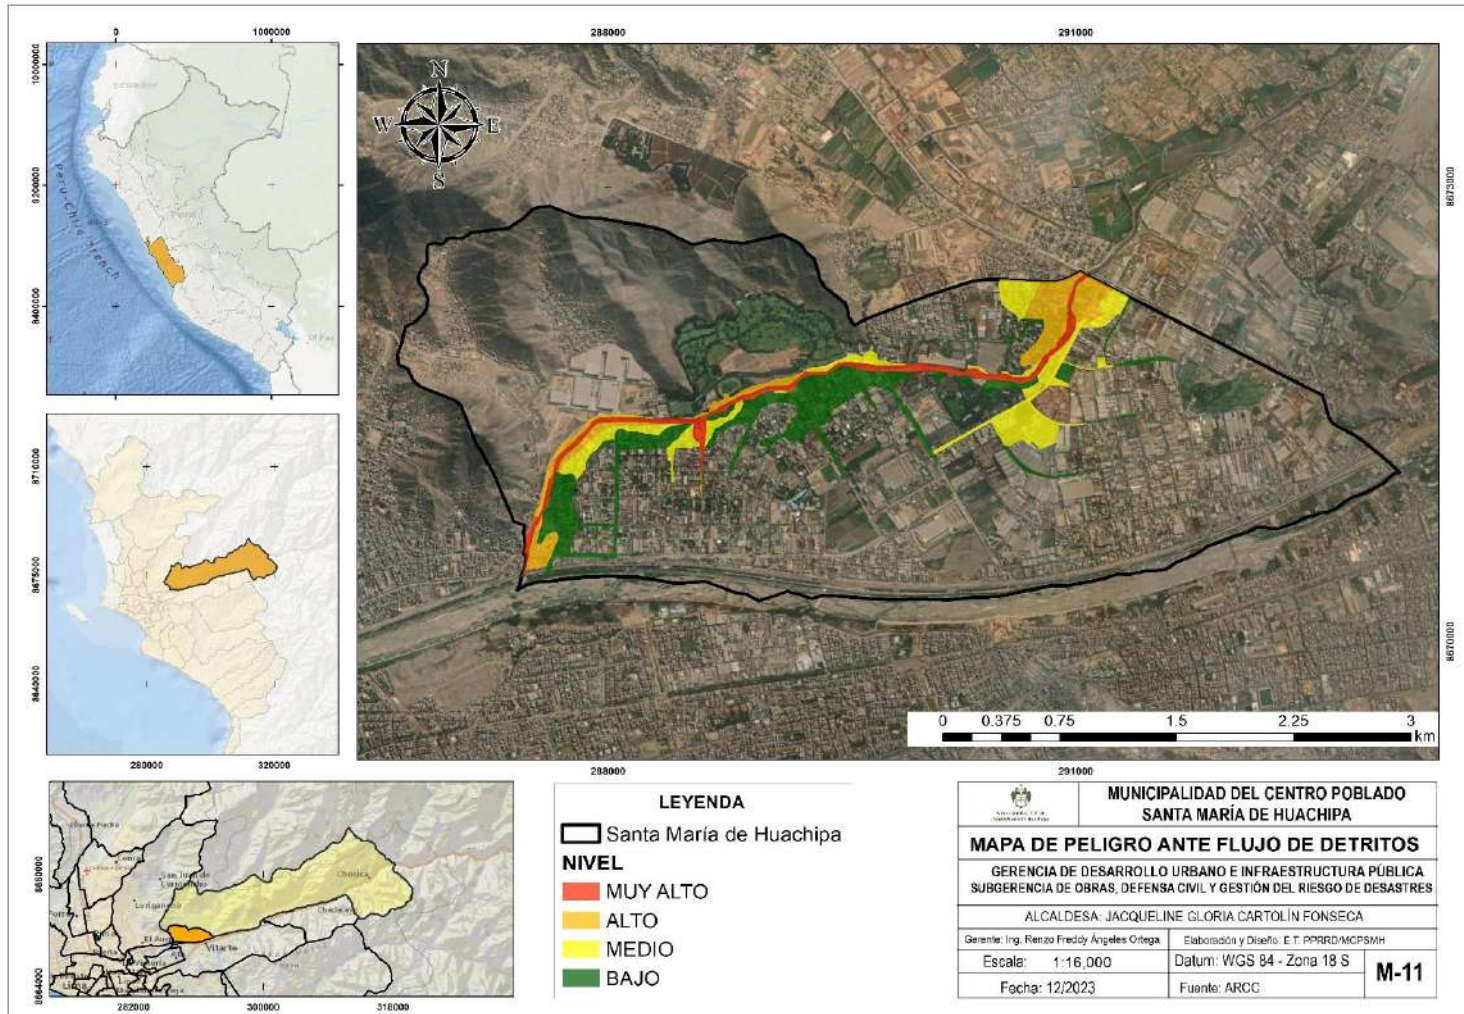 0
1000000
10000000
9200000
8400000
Ecuador
Peru-Chile Trench
288000
291000
N
W
E
S
8673000
8670000
0
0.375
0.75
1.5
2.25
3
km
288000
291000
8710000
8675000
8640000
280000
320000
Chosica
Vitarte
Lima
8680000
8664000
282000
300000
318000
LEYENDA
Santa María de Huachipa
NIVEL
MUY ALTO
ALTO
MEDIO
BAJO
MUNICIPALIDAD DEL CENTRO POBLADO
SANTA MARÍA DE HUACHIPA
MAPA DE PELIGRO ANTE FLUJO DE DETRITOS
GERENCIA DE DESARROLLO URBANO E INFRAESTRUCTURA PÚBLICA
SUBGERENCIA DE OBRAS, DEFENSA CIVIL Y GESTIÓN DEL RIESGO DE DESASTRES
ALCALDESA: JACQUELINE GLORIA CARTOLÍN FONSECA
Gerente: Ing. Renzo Freddy Ángeles Ortega
Elaboración y Diseño: E.T. PPRRD/MCPSMH
Escala: 1:16,000
Datum: WGS 84 - Zona 18 S
M-11
Fecha: 12/2023
Fuente: ARCC